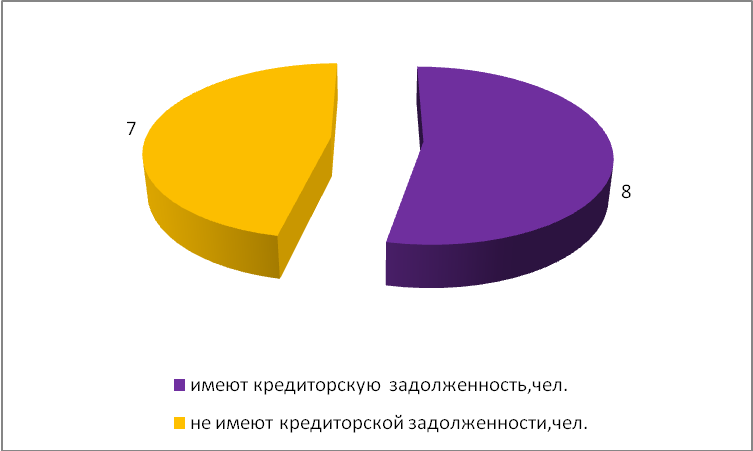 7
8
имеют кредиторскую задолженность,чел.
не имеют кредиторской задолженности,чел.